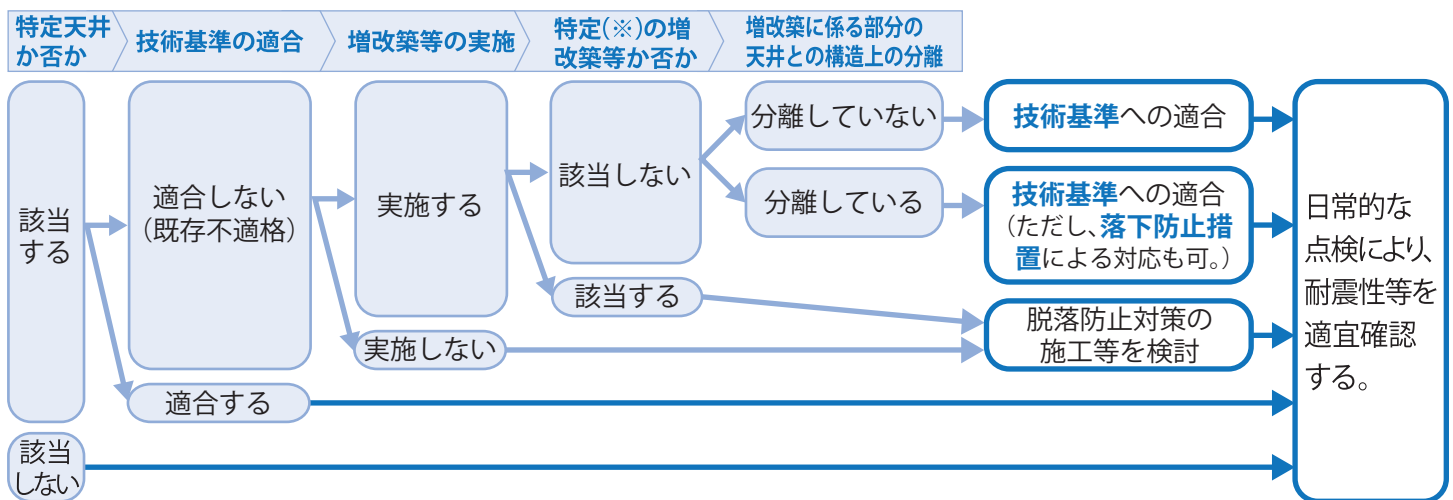 特定天井
か否か
技術基準の適合
増改築等の実施
特定(※)の増
改築等か否か
増改築に係る部分の
天井との構造上の分離
該当
する
適合しない
(既存不適格)
実施する
該当しない
分離していない
技術基準への適合
分離している
技術基準への適合
(ただし、落下防止措
置による対応も可。)
該当する
脱落防止対策の
施工等を検討
実施しない
適合する
該当
しない
日常的な
点検により、
耐震性等を
適宜確認
する。